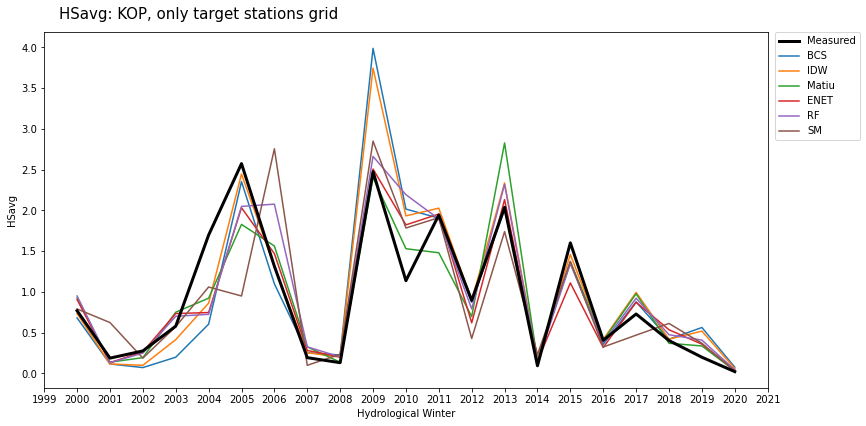 HSavg: KOP, only target stations grid
Measured
BCS
IDW
Matiu
ENET
RF
SM
4.0
3.5
3.0
2.5
2.0
1.5
1.0
0.5
0.0
HSavg
1999 2000 2001 2002 2003 2004 2005 2006 2007 2008 2009 2010 2011 2012 2013 2014 2015 2016 2017 2018 2019 2020 2021
Hydrological Winter